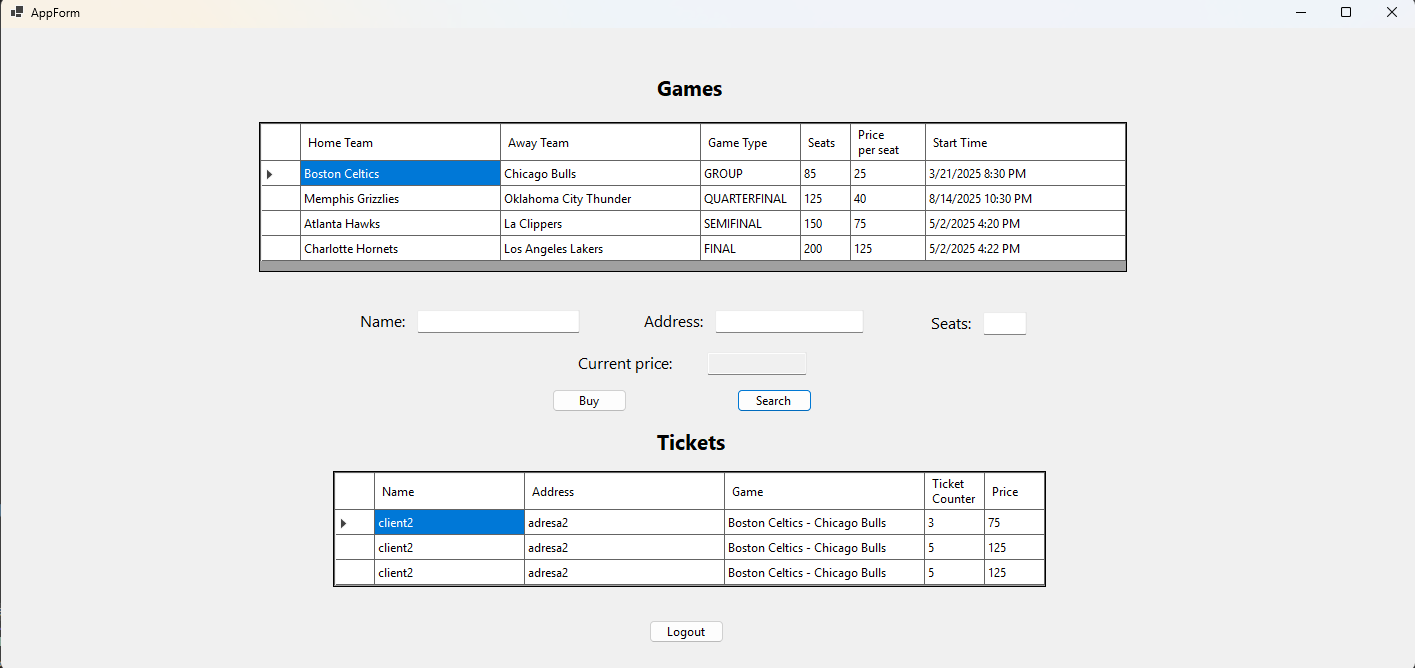 AppForm
Games
Home Team Away Team Game Type Seats Price per seat Start Time
Boston Celtics Chicago Bulls GROUP 85 25 3/21/2025 8:30 PM
Memphis Grizzlies Oklahoma City Thunder QUARTERFINAL 125 40 8/14/2025 10:30 PM
Atlanta Hawks La Clippers SEMIFINAL 150 75 5/2/2025 4:20 PM
Charlotte Hornets Los Angeles Lakers FINAL 200 125 5/2/2025 4:22 PM
Name: Address: Seats:
Current price:
Buy Search
Tickets
Name Address Game Ticket Counter Price
client2 adresa2 Boston Celtics - Chicago Bulls 3 75
client2 adresa2 Boston Celtics - Chicago Bulls 5 125
client2 adresa2 Boston Celtics - Chicago Bulls 5 125
Logout